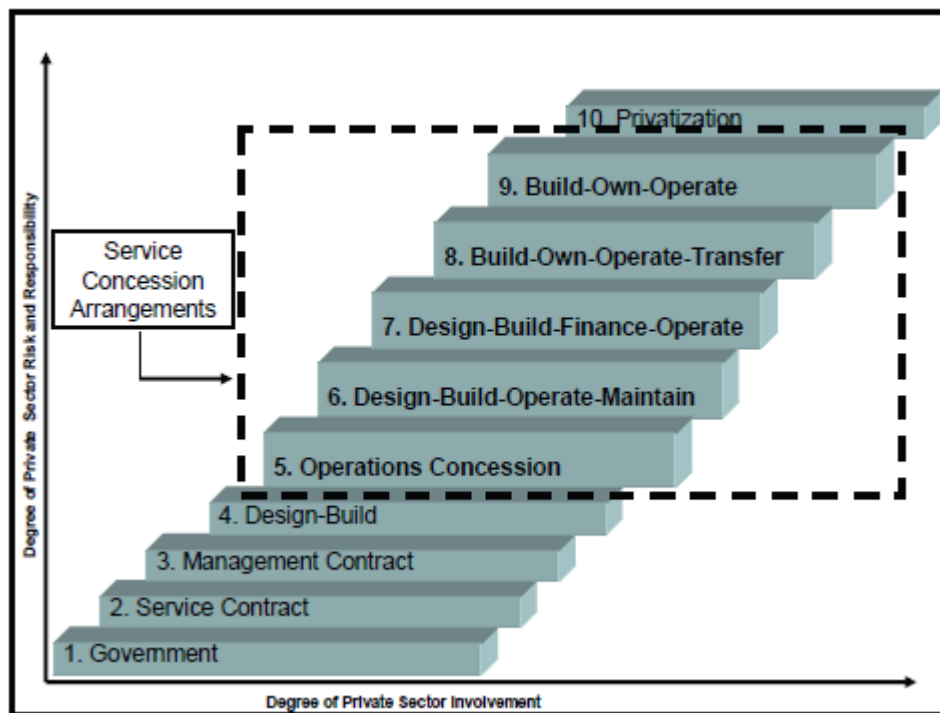 Degree of Private Sector Risk and Responsibility
Service
Concession
Arrangements
10. Privatization
9. Build-Own-Operate
8. Build-Own-Operate-Transfer
7. Design-Build-Finance-Operate
6. Design-Build-Operate-Maintain
5. Operations Concession
4. Design-Build
3. Management Contract
2. Service Contract
1. Government
Degree of Private Sector Involvement